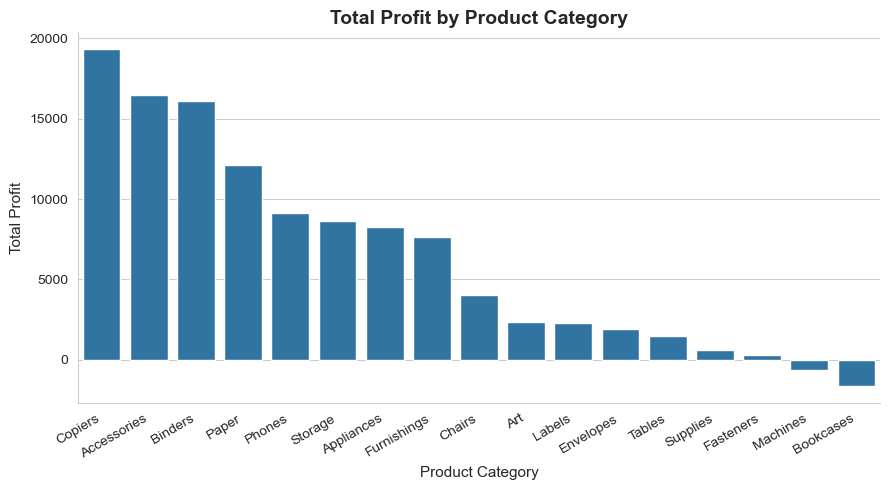 Total Profit by Product Category
Total Profit
20000
15000
10000
5000
0
Copiers
Accessories
Binders
Paper
Phones
Storage
Appliances
Furnishings
Chairs
Art
Labels
Envelopes
Tables
Supplies
Fasteners
Machines
Bookcases
Product Category